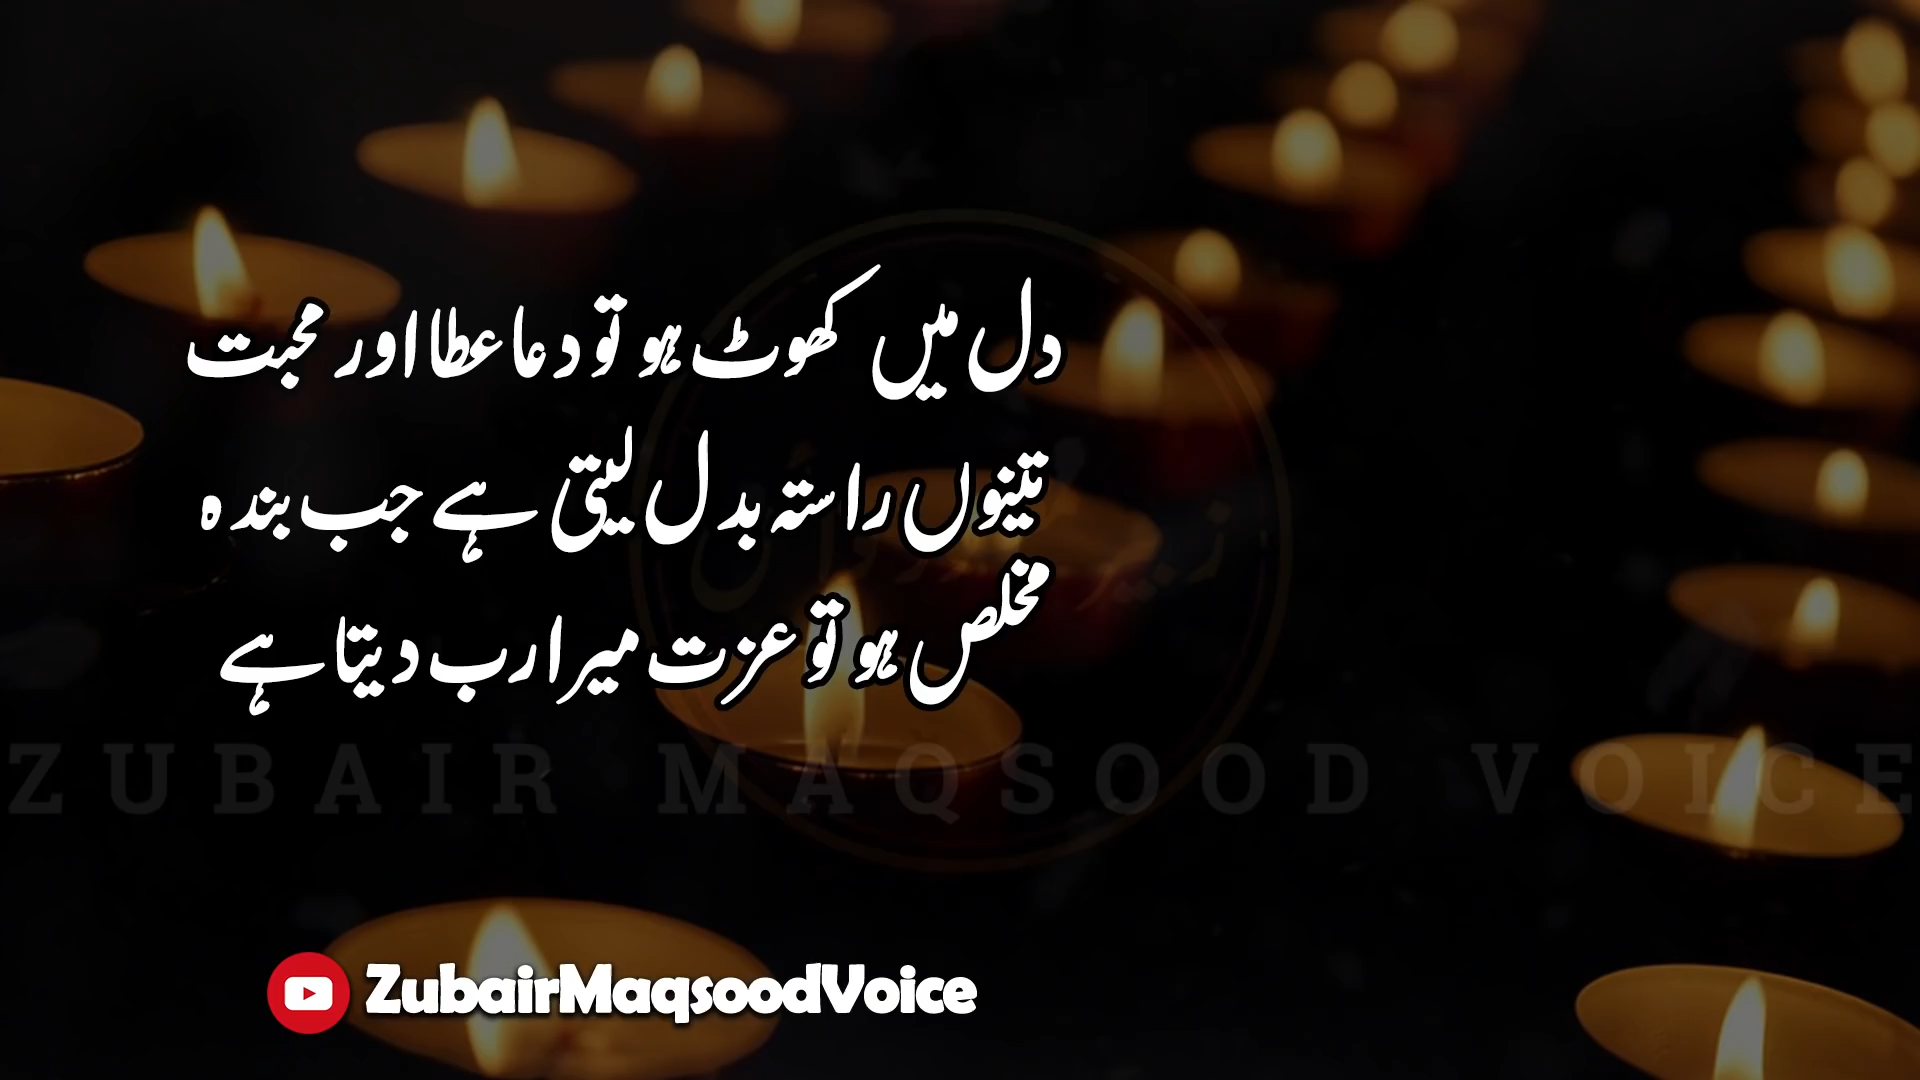 دل میں کھوٹ ہو تو دعا عطا اور محبت
تینوں راستہ بدل لیتی ہے جب بندہ
مخلص ہو تو عزت میرا رب دیتا ہے
ZUBAIR MAQSOOD VOICE
ZubairMaqsoodVoice